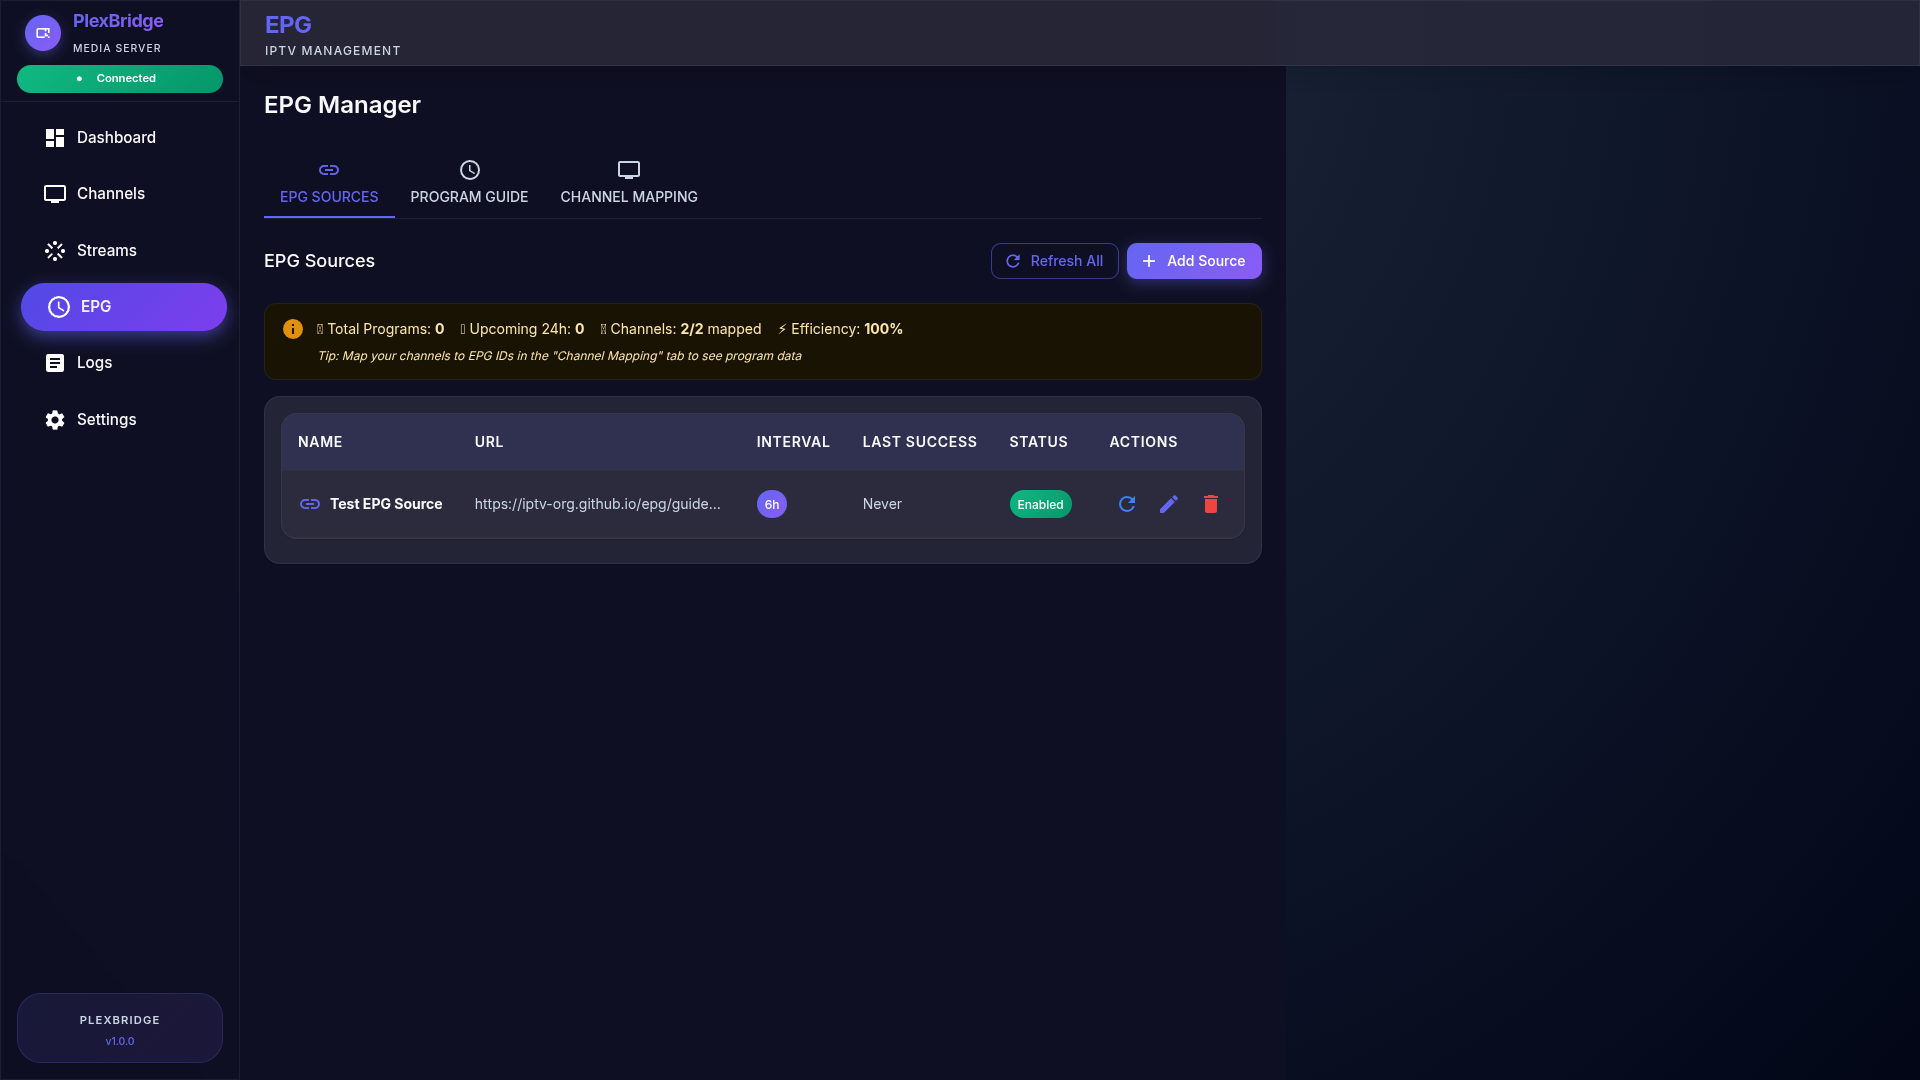 PlexBridge
MEDIA SERVER
● Connected
Dashboard
Channels
Streams
EPG
Logs
Settings
PLEXBRIDGE
v1.0.0
EPG
IPTV MANAGEMENT
EPG Manager
EPG SOURCES PROGRAM GUIDE CHANNEL MAPPING
EPG Sources Refresh All Add Source
Total Programs: 0 Upcoming 24h: 0 Channels: 2/2 mapped ⚡ Efficiency: 100%
Tip: Map your channels to EPG IDs in the "Channel Mapping" tab to see program data
NAME URL INTERVAL LAST SUCCESS STATUS ACTIONS
Test EPG Source https://iptv-org.github.io/epg/guide... 6h Never Enabled